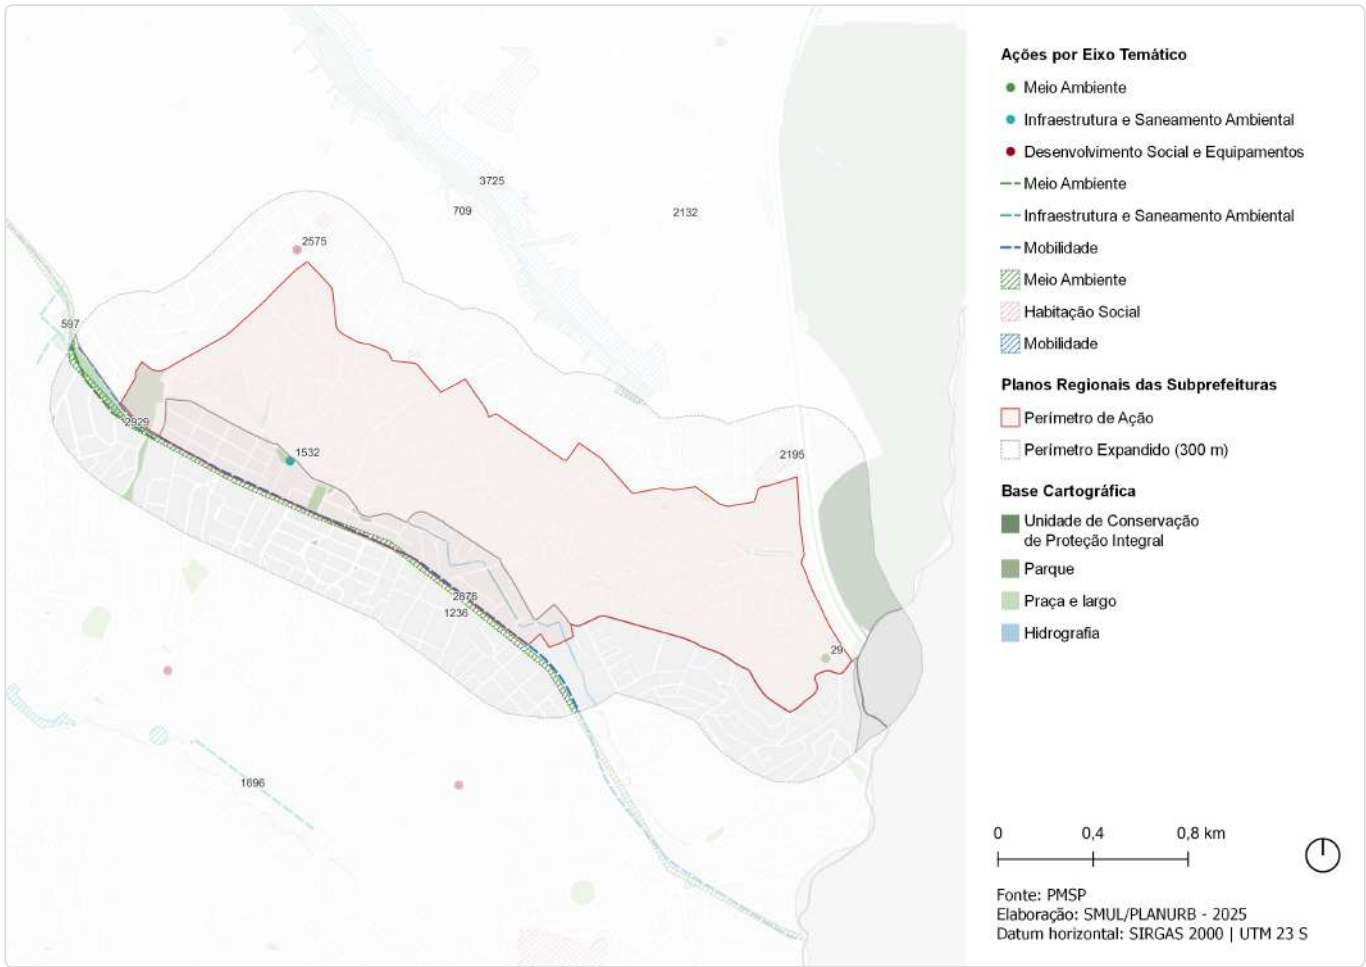 3725
709
2132
2575
597
2929
1532
2195
2876
1236
29
1696
Ações por Eixo Temático
Meio Ambiente
Infraestrutura e Saneamento Ambiental
Desenvolvimento Social e Equipamentos
Meio Ambiente
Infraestrutura e Saneamento Ambiental
Mobilidade
Meio Ambiente
Habitação Social
Mobilidade
Planos Regionais das Subprefeituras
Perímetro de Ação
Perímetro Expandido (300 m)
Base Cartográfica
Unidade de Conservação
de Proteção Integral
Parque
Praça e largo
Hidrografia
0 0,4 0,8 km
Fonte: PMSP
Elaboração: SMUL/PLANURB - 2025
Datum horizontal: SIRGAS 2000 | UTM 23 S